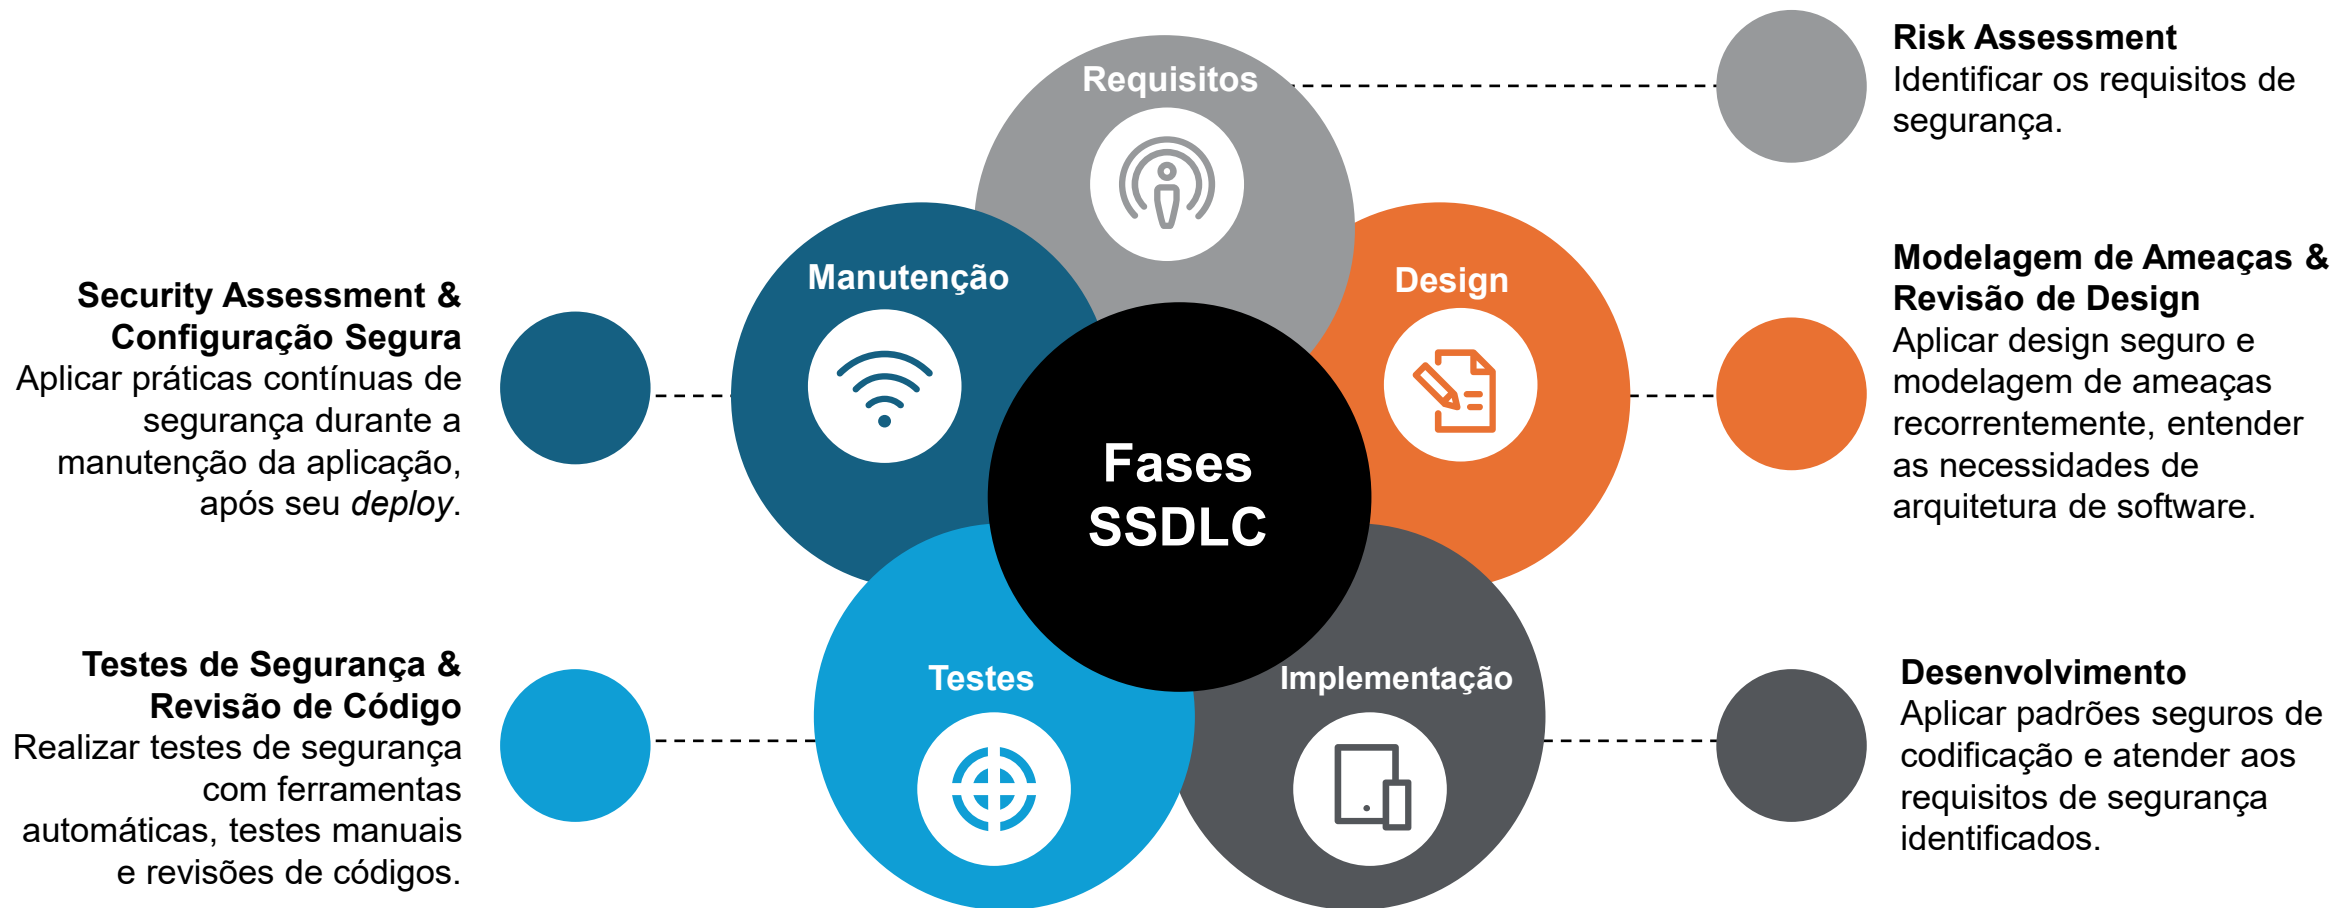 Fases
SSDLC
Requisitos
Risk Assessment
Identificar os requisitos de
segurança.
Design
Modelagem de Ameaças &
Revisão de Design
Aplicar design seguro e
modelagem de ameaças
recorrentemente, entender
as necessidades de
arquitetura de software.
Implementação
Desenvolvimento
Aplicar padrões seguros de
codificação e atender aos
requisitos de segurança
identificados.
Testes
Testes de Segurança &
Revisão de Código
Realizar testes de segurança
com ferramentas
automáticas, testes manuais
e revisões de códigos.
Manutenção
Security Assessment &
Configuração Segura
Aplicar práticas contínuas de
segurança durante a
manutenção da aplicação,
após seu deploy.